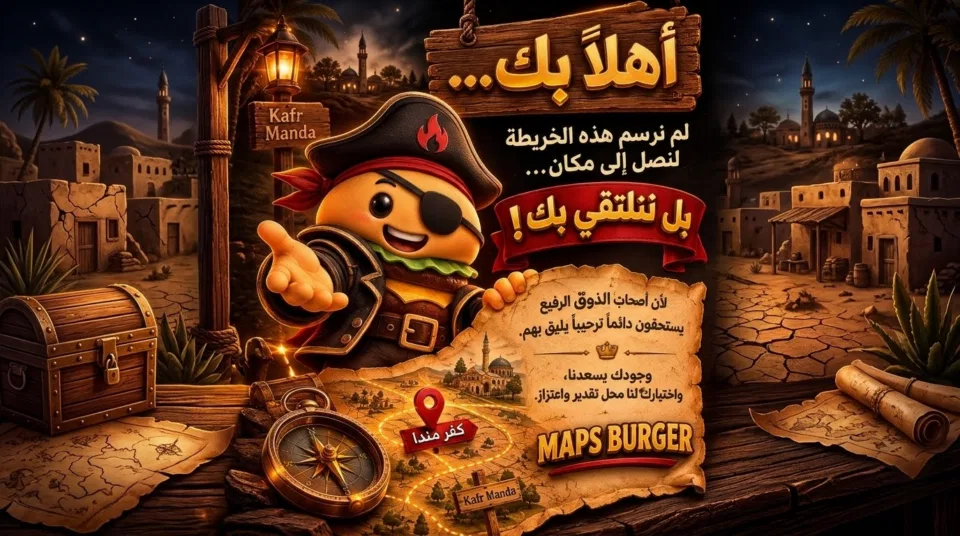 أهلاً بك...
Kafr
Manda
لم نرسم هذه الخريطة
لنصل إلى مكان...
بل ننلتقي بك!
لأن أصحاب الذوق الرفيع
يستحقون دائماً ترحيباً يليق بهم.
وجودك يسعدنا،
واختيارك لنا محل تقدير واعتزاز.
MAPS BURGER
كفر مندا
Kafr Manda